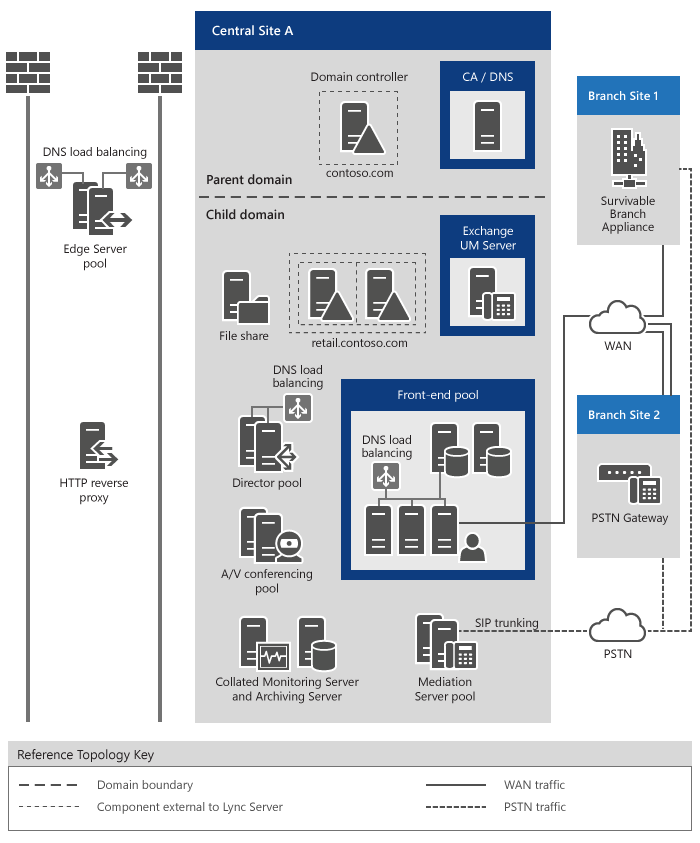 Central Site A
Domain controller
contoso.com
CA / DNS
Parent domain
Child domain
DNS load balancing
Edge Server
pool
HTTP reverse
proxy
File share
retail.contoso.com
Exchange
UM Server
DNS load
balancing
Director pool
Front-end pool
DNS load
balancing
A/V conferencing
pool
Collated Monitoring Server
and Archiving Server
Mediation
Server pool
SIP trunking
Branch Site 1
Survivable
Branch
Appliance
WAN
Branch Site 2
PSTN Gateway
PSTN
Reference Topology Key
Domain boundary
Component external to Lync Server
WAN traffic
PSTN traffic